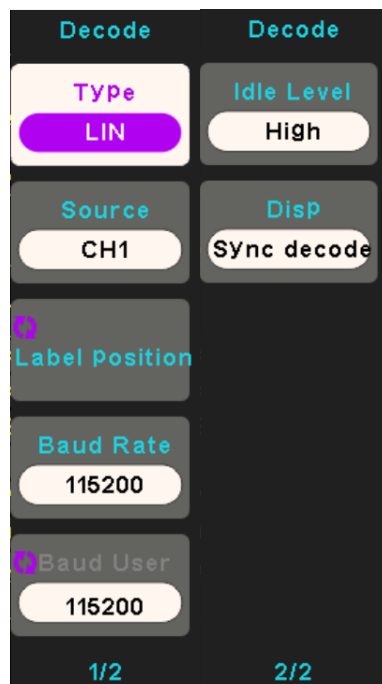 Decode
Type
LIN
Source
CH1
Label Position
Baud Rate
115200
Baud User
115200
1/2
Decode
Idle Level
High
Disp
Sync decode
2/2